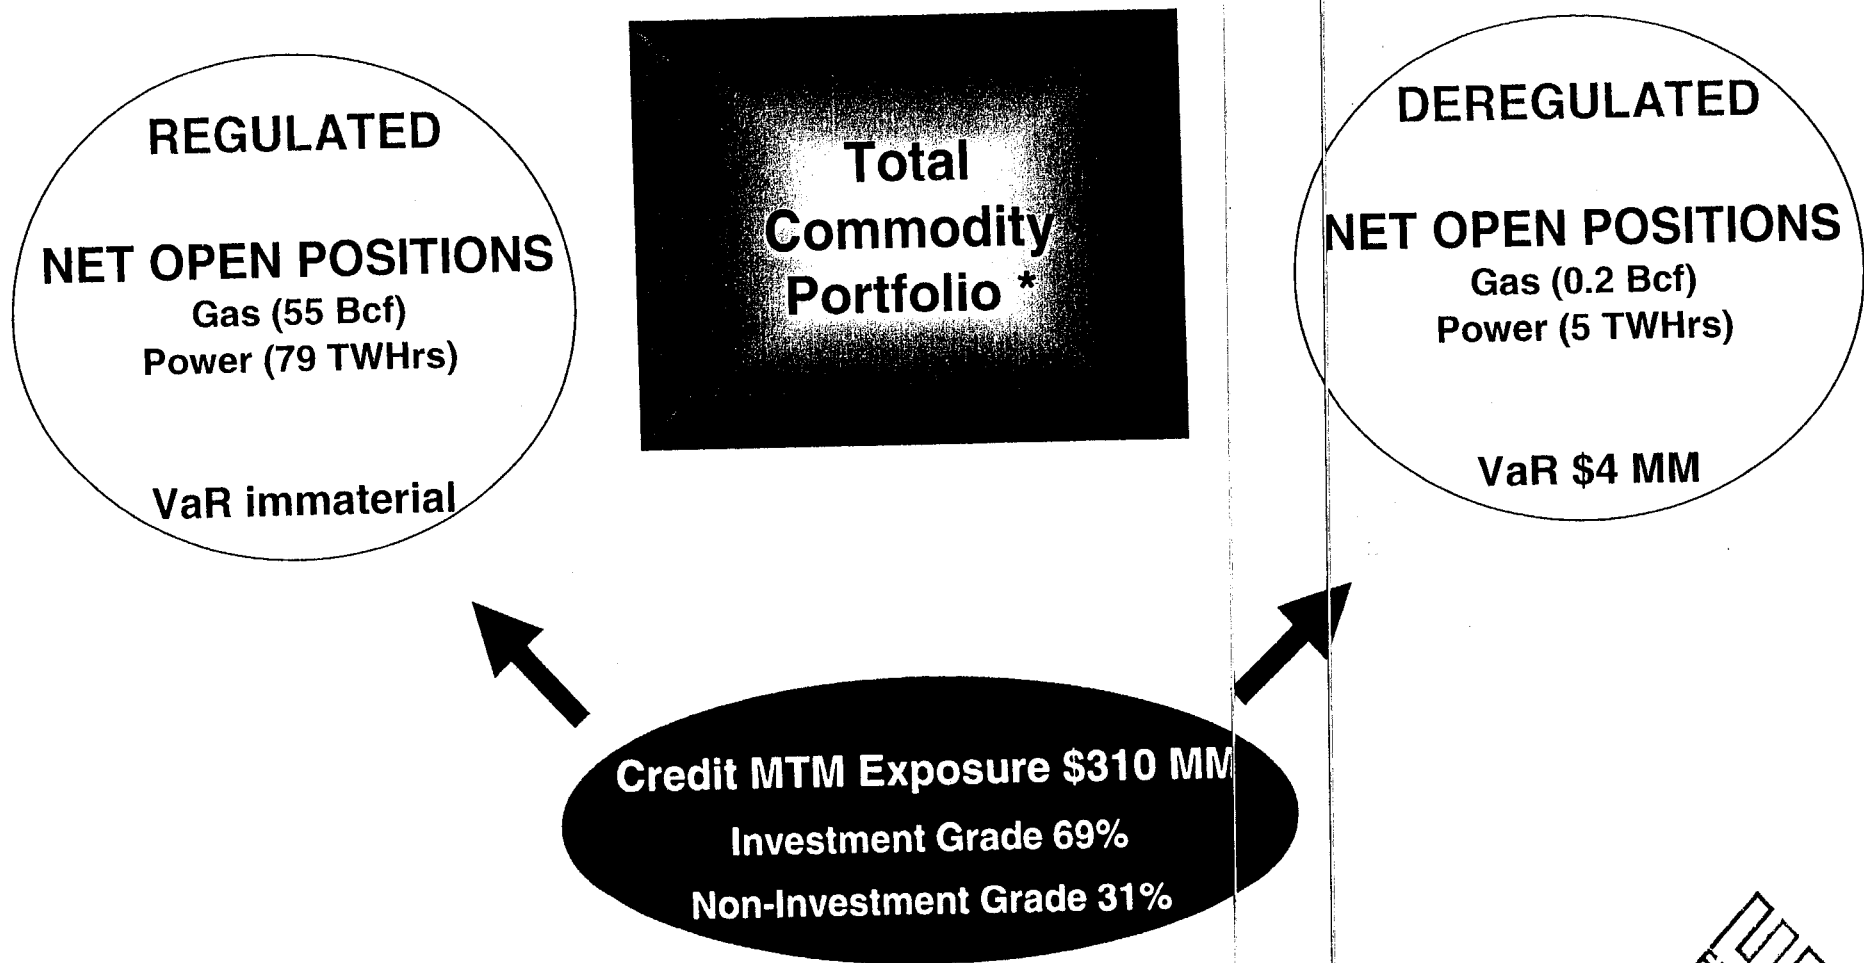 REGULATED
NET OPEN POSITIONS
Gas (55 Bcf)
Power (79 TWHrs)
VaR immaterial
Total
Commodity
Portfolio *
DEREGULATED
NET OPEN POSITIONS
Gas (0.2 Bcf)
Power (5 TWHrs)
VaR $4 MM
Credit MTM Exposure $310 MM
Investment Grade 69%
Non-Investment Grade 31%